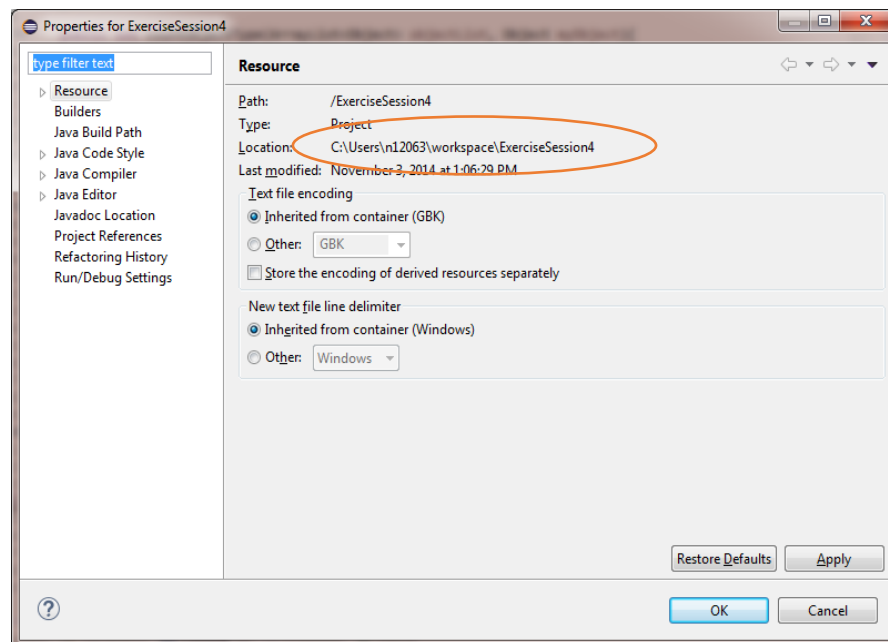 Properties for ExerciseSession4
type filter text
Resource
Builders
Java Build Path
Java Code Style
Java Compiler
Java Editor
Javadoc Location
Project References
Refactoring History
Run/Debug Settings
Resource
Path: /ExerciseSession4
Type: Project
Location: C:\Users\n12063\workspace\ExerciseSession4
Last modified: November 3, 2014 at 1:06:29 PM
Text file encoding
Inherited from container (GBK)
Other: GBK
Store the encoding of derived resources separately
New text file line delimiter
Inherited from container (Windows)
Other: Windows
Restore Defaults Apply
? OK Cancel